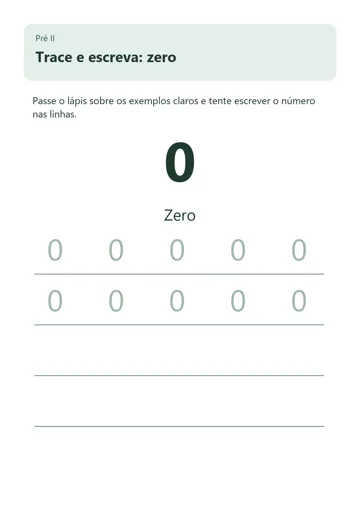 Pré II
Trace e escreva: zero
Passe o lápis sobre os exemplos claros e tente escrever o número
nas linhas.
0
Zero
0 0 0 0 0
0 0 0 0 0